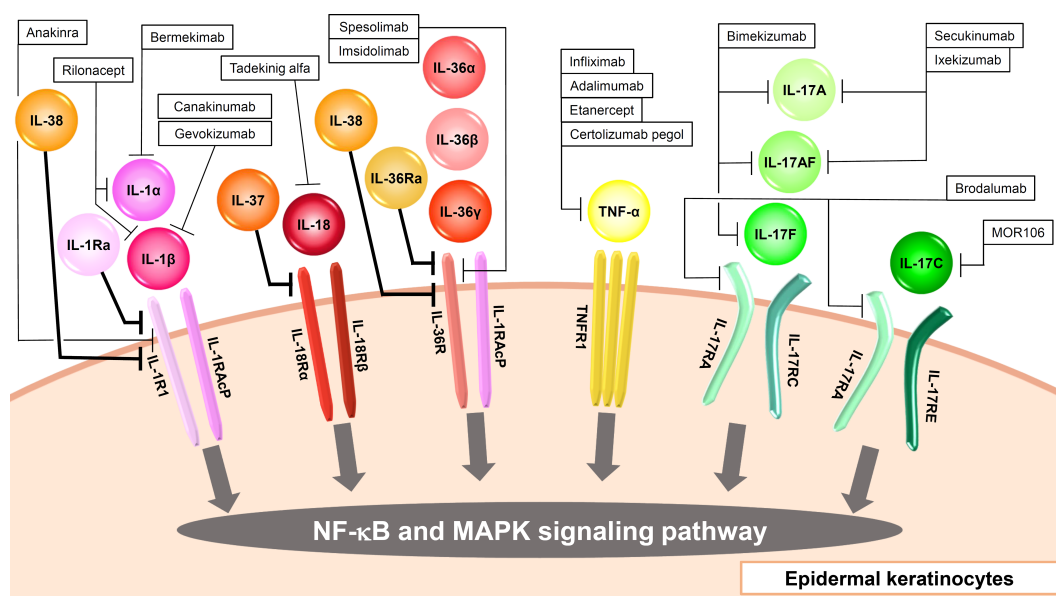 Anakinra
Bermekimab
Rilonacept
Tadekinig alfa
Canakinumab
Gevokizumab
Spesolimab
Imsidolimab
Infliximab
Adalimumab
Etanercept
Certolizumab pegol
Bimekizumab
Secukinumab
Ixekizumab
Brodalumab
MOR106
IL-38
IL-1α
IL-1Ra
IL-1β
IL-37
IL-18
IL-38
IL-36Ra
IL-36α
IL-36β
IL-36γ
TNF-α
IL-17A
IL-17AF
IL-17F
IL-17C
IL-1R1
IL-1RAcP
IL-18Rα
IL-18Rβ
IL-36R
IL-1RAcP
TNFR1
IL-17RA
IL-17RC
IL-17RA
IL-17RE
NF-κB and MAPK signaling pathway
Epidermal keratinocytes